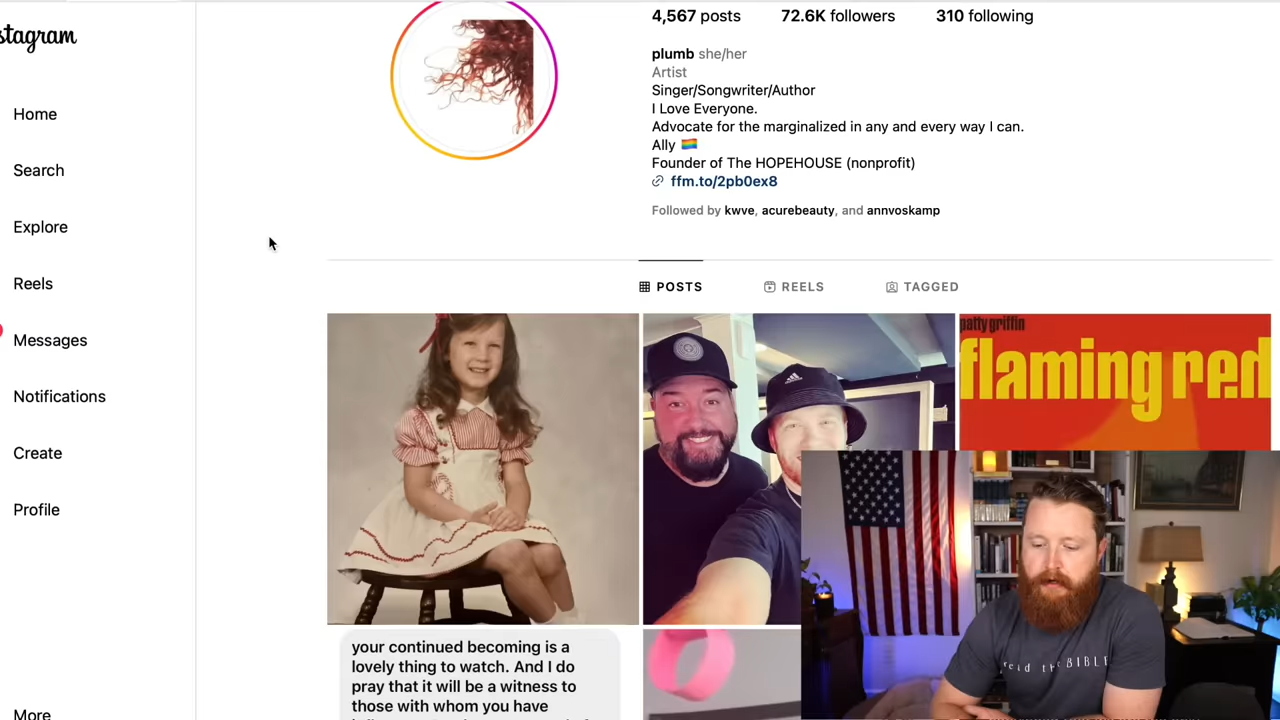 stagram
4,567 posts 72.6K followers 310 following
plumb she/her
Artist
Singer/Songwriter/Author
I Love Everyone.
Advocate for the marginalized in any and every way I can.
Ally 🏳️‍🌈
Founder of The HOPEHOUSE (nonprofit)
ffm.to/2pb0ex8
Followed by kwve, acurebeauty, and annvoskamp
Home
Search
Explore
Reels
Messages
Notifications
Create
Profile
More
POSTS REELS TAGGED
patty griffin
flaming red
your continued becoming is a
lovely thing to watch. And I do
pray that it will be a witness to
those with whom you have
BIBLE